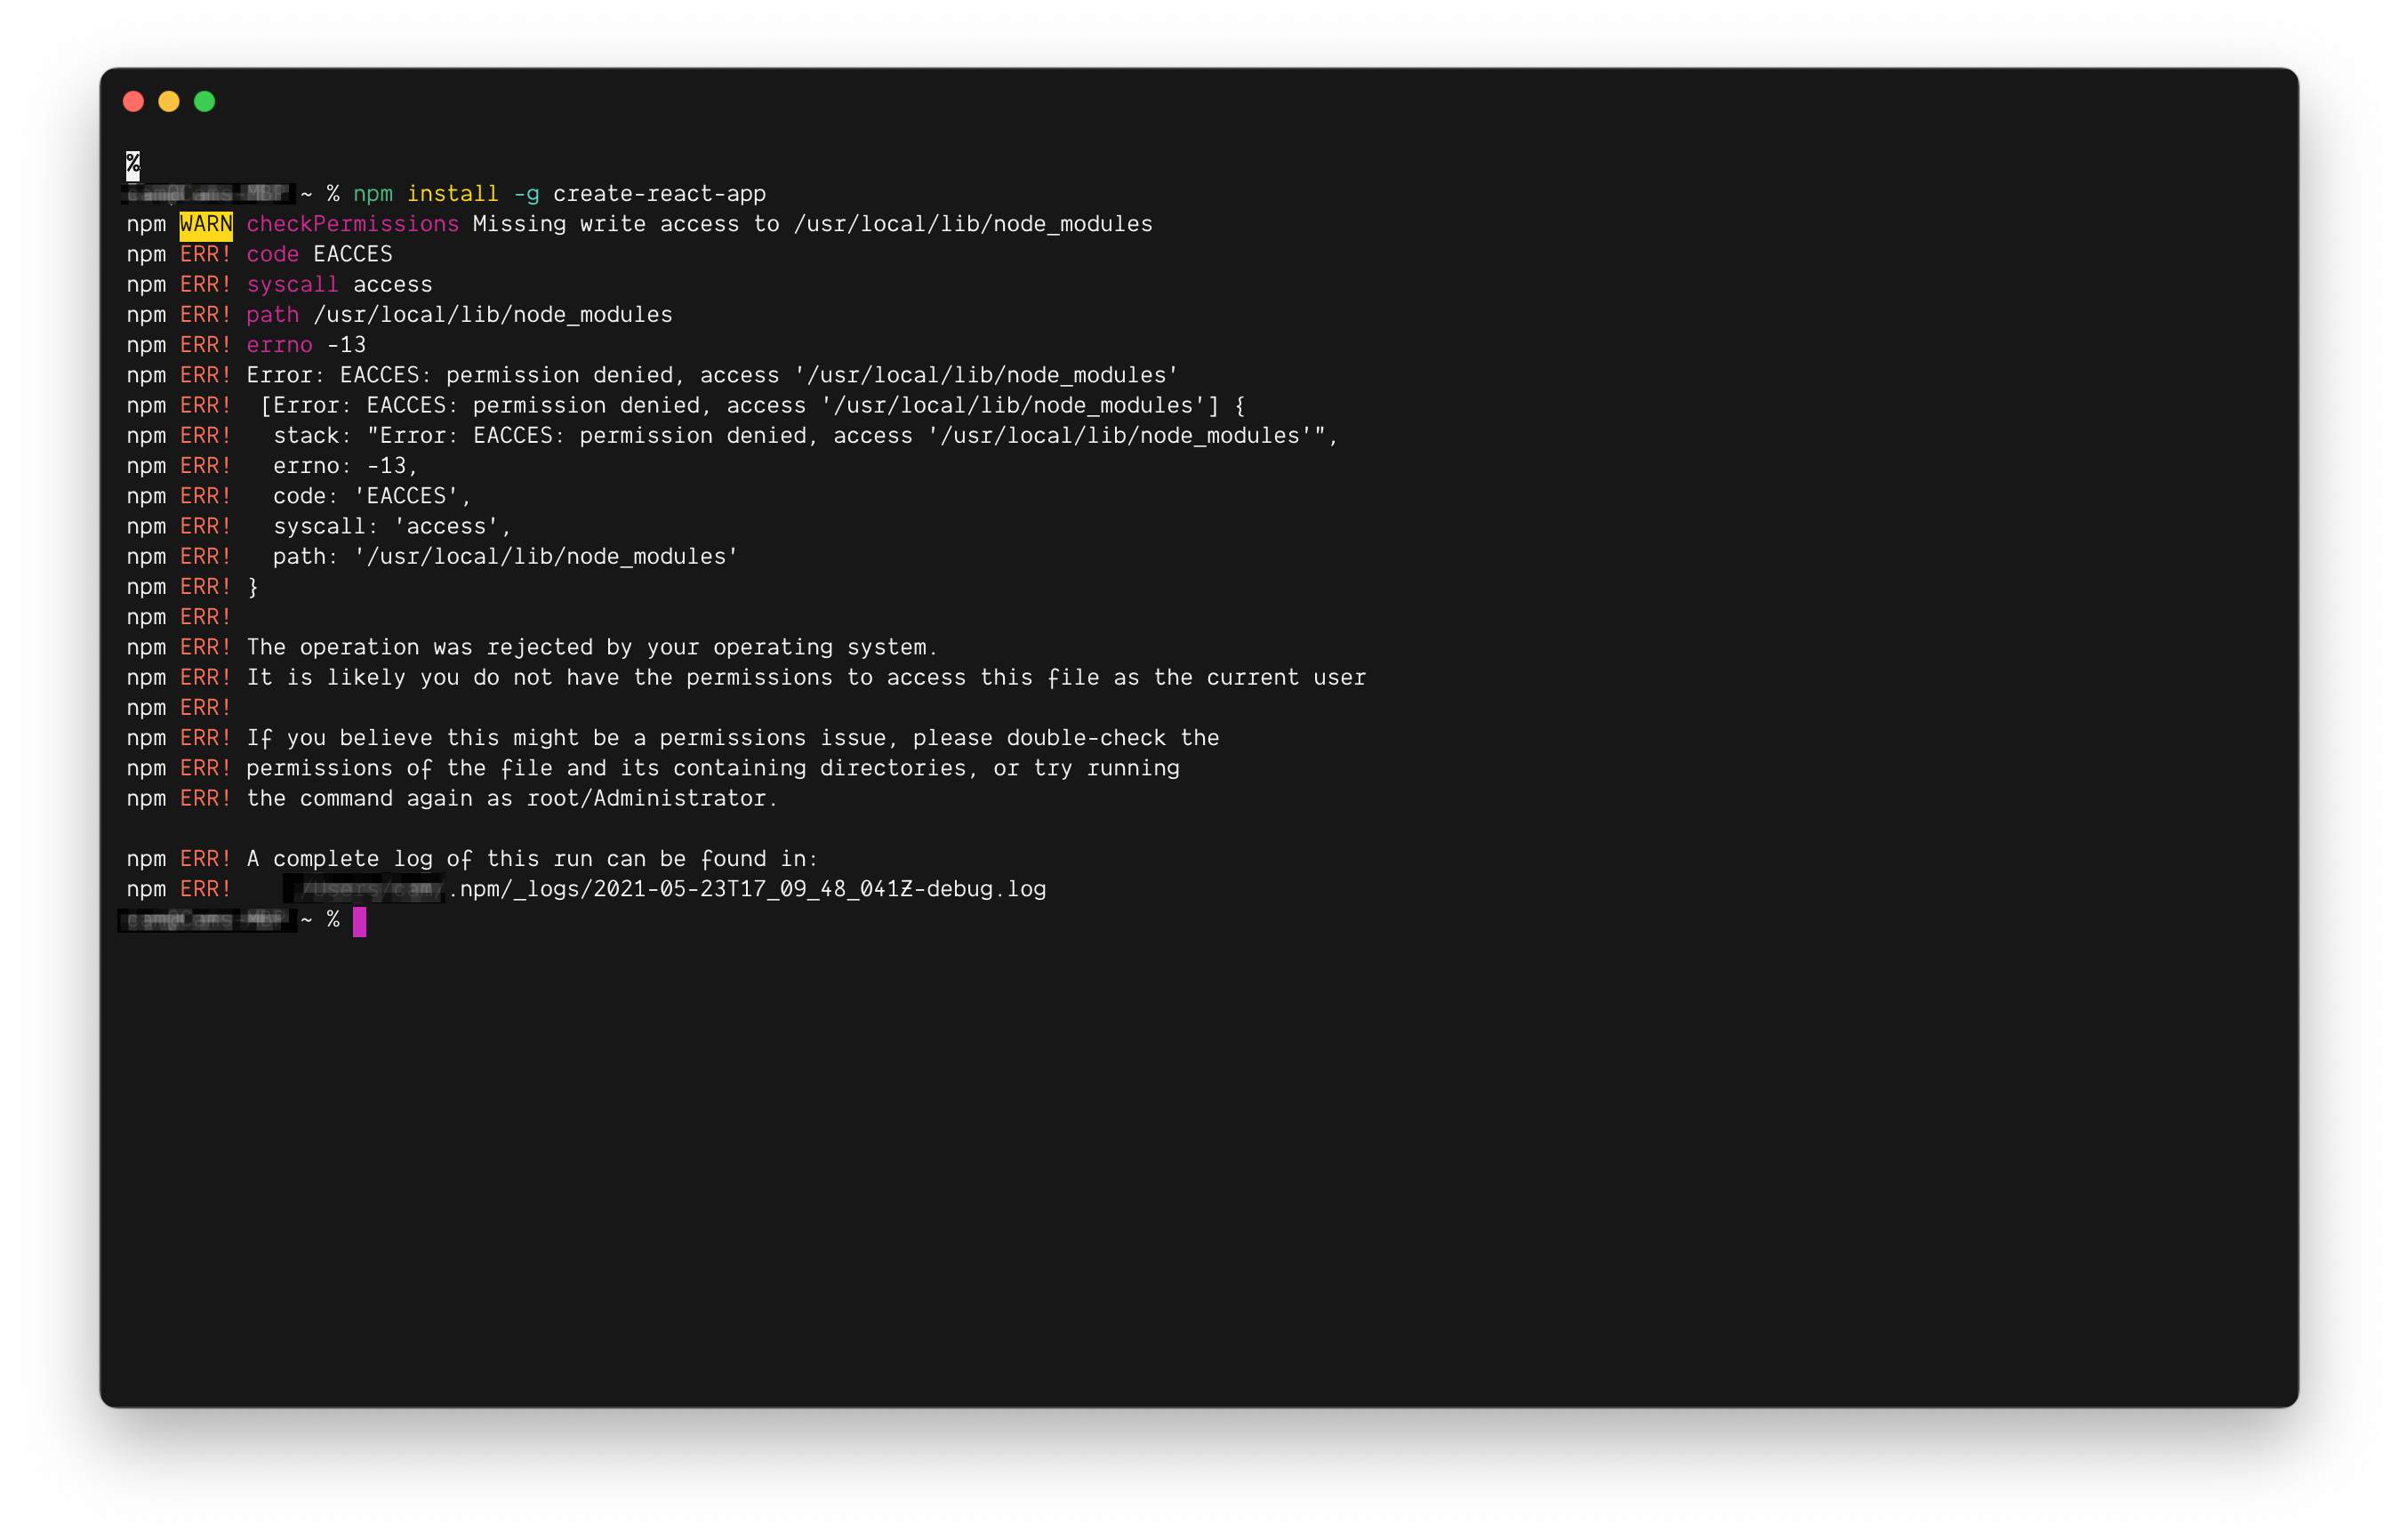 %
~ % npm install -g create-react-app
npm WARN checkPermissions Missing write access to /usr/local/lib/node_modules
npm ERR! code EACCES
npm ERR! syscall access
npm ERR! path /usr/local/lib/node_modules
npm ERR! errno -13
npm ERR! Error: EACCES: permission denied, access '/usr/local/lib/node_modules'
npm ERR!  [Error: EACCES: permission denied, access '/usr/local/lib/node_modules'] {
npm ERR!   stack: "Error: EACCES: permission denied, access '/usr/local/lib/node_modules'",
npm ERR!   errno: -13,
npm ERR!   code: 'EACCES',
npm ERR!   syscall: 'access',
npm ERR!   path: '/usr/local/lib/node_modules'
npm ERR! }
npm ERR!
npm ERR! The operation was rejected by your operating system.
npm ERR! It is likely you do not have the permissions to access this file as the current user
npm ERR!
npm ERR! If you believe this might be a permissions issue, please double-check the
npm ERR! permissions of the file and its containing directories, or try running
npm ERR! the command again as root/Administrator.
npm ERR! A complete log of this run can be found in:
npm ERR!     .npm/_logs/2021-05-23T17_09_48_041Z-debug.log
~ %